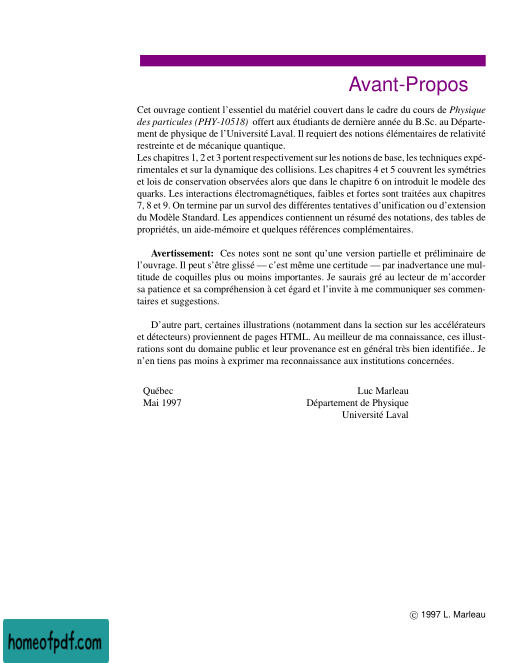 Avant-Propos
Cet ouvrage contient l'essentiel du matériel couvert dans le cadre du cours de Physique
des particules (PHY-10518) offert aux étudiants de dernière année du B.Sc. au Départe-
ment de physique de l'Université Laval. Il requiert des notions élémentaires de relativité
restreinte et de mécanique quantique.
Les chapitres 1, 2 et 3 portent respectivement sur les notions de base, les techniques expé-
rimentales et sur la dynamique des collisions. Les chapitres 4 et 5 couvrent les symétries
et lois de conservation observées alors que dans le chapitre 6 on introduit le modèle des
quarks. Les interactions électromagnétiques, faibles et fortes sont traitées aux chapitres
7, 8 et 9. On termine par un survol des différentes tentatives d'unification ou d'extension
du Modèle Standard. Les appendices contiennent un résumé des notations, des tables de
propriétés, un aide-mémoire et quelques références complémentaires.
Avertissement: Ces notes sont ne sont qu'une version partielle et préliminaire de
l'ouvrage. Il peut s'être glissé — c'est même une certitude — par inadvertance une mul-
titude de coquilles plus ou moins importantes. Je saurais gré au lecteur de m'accorder
sa patience et sa compréhension à cet égard et l'invite à me communiquer ses commen-
taires et suggestions.
D'autre part, certaines illustrations (notamment dans la section sur les accélérateurs
et détecteurs) proviennent de pages HTML. Au meilleur de ma connaissance, ces illust-
rations sont du domaine public et leur provenance est en général très bien identifiée.. Je
n'en tiens pas moins à exprimer ma reconnaissance aux institutions concernées.
Québec Luc Marleau
Mai 1997 Département de Physique
Université Laval
© 1997 L. Marleau
homeofpdf.com